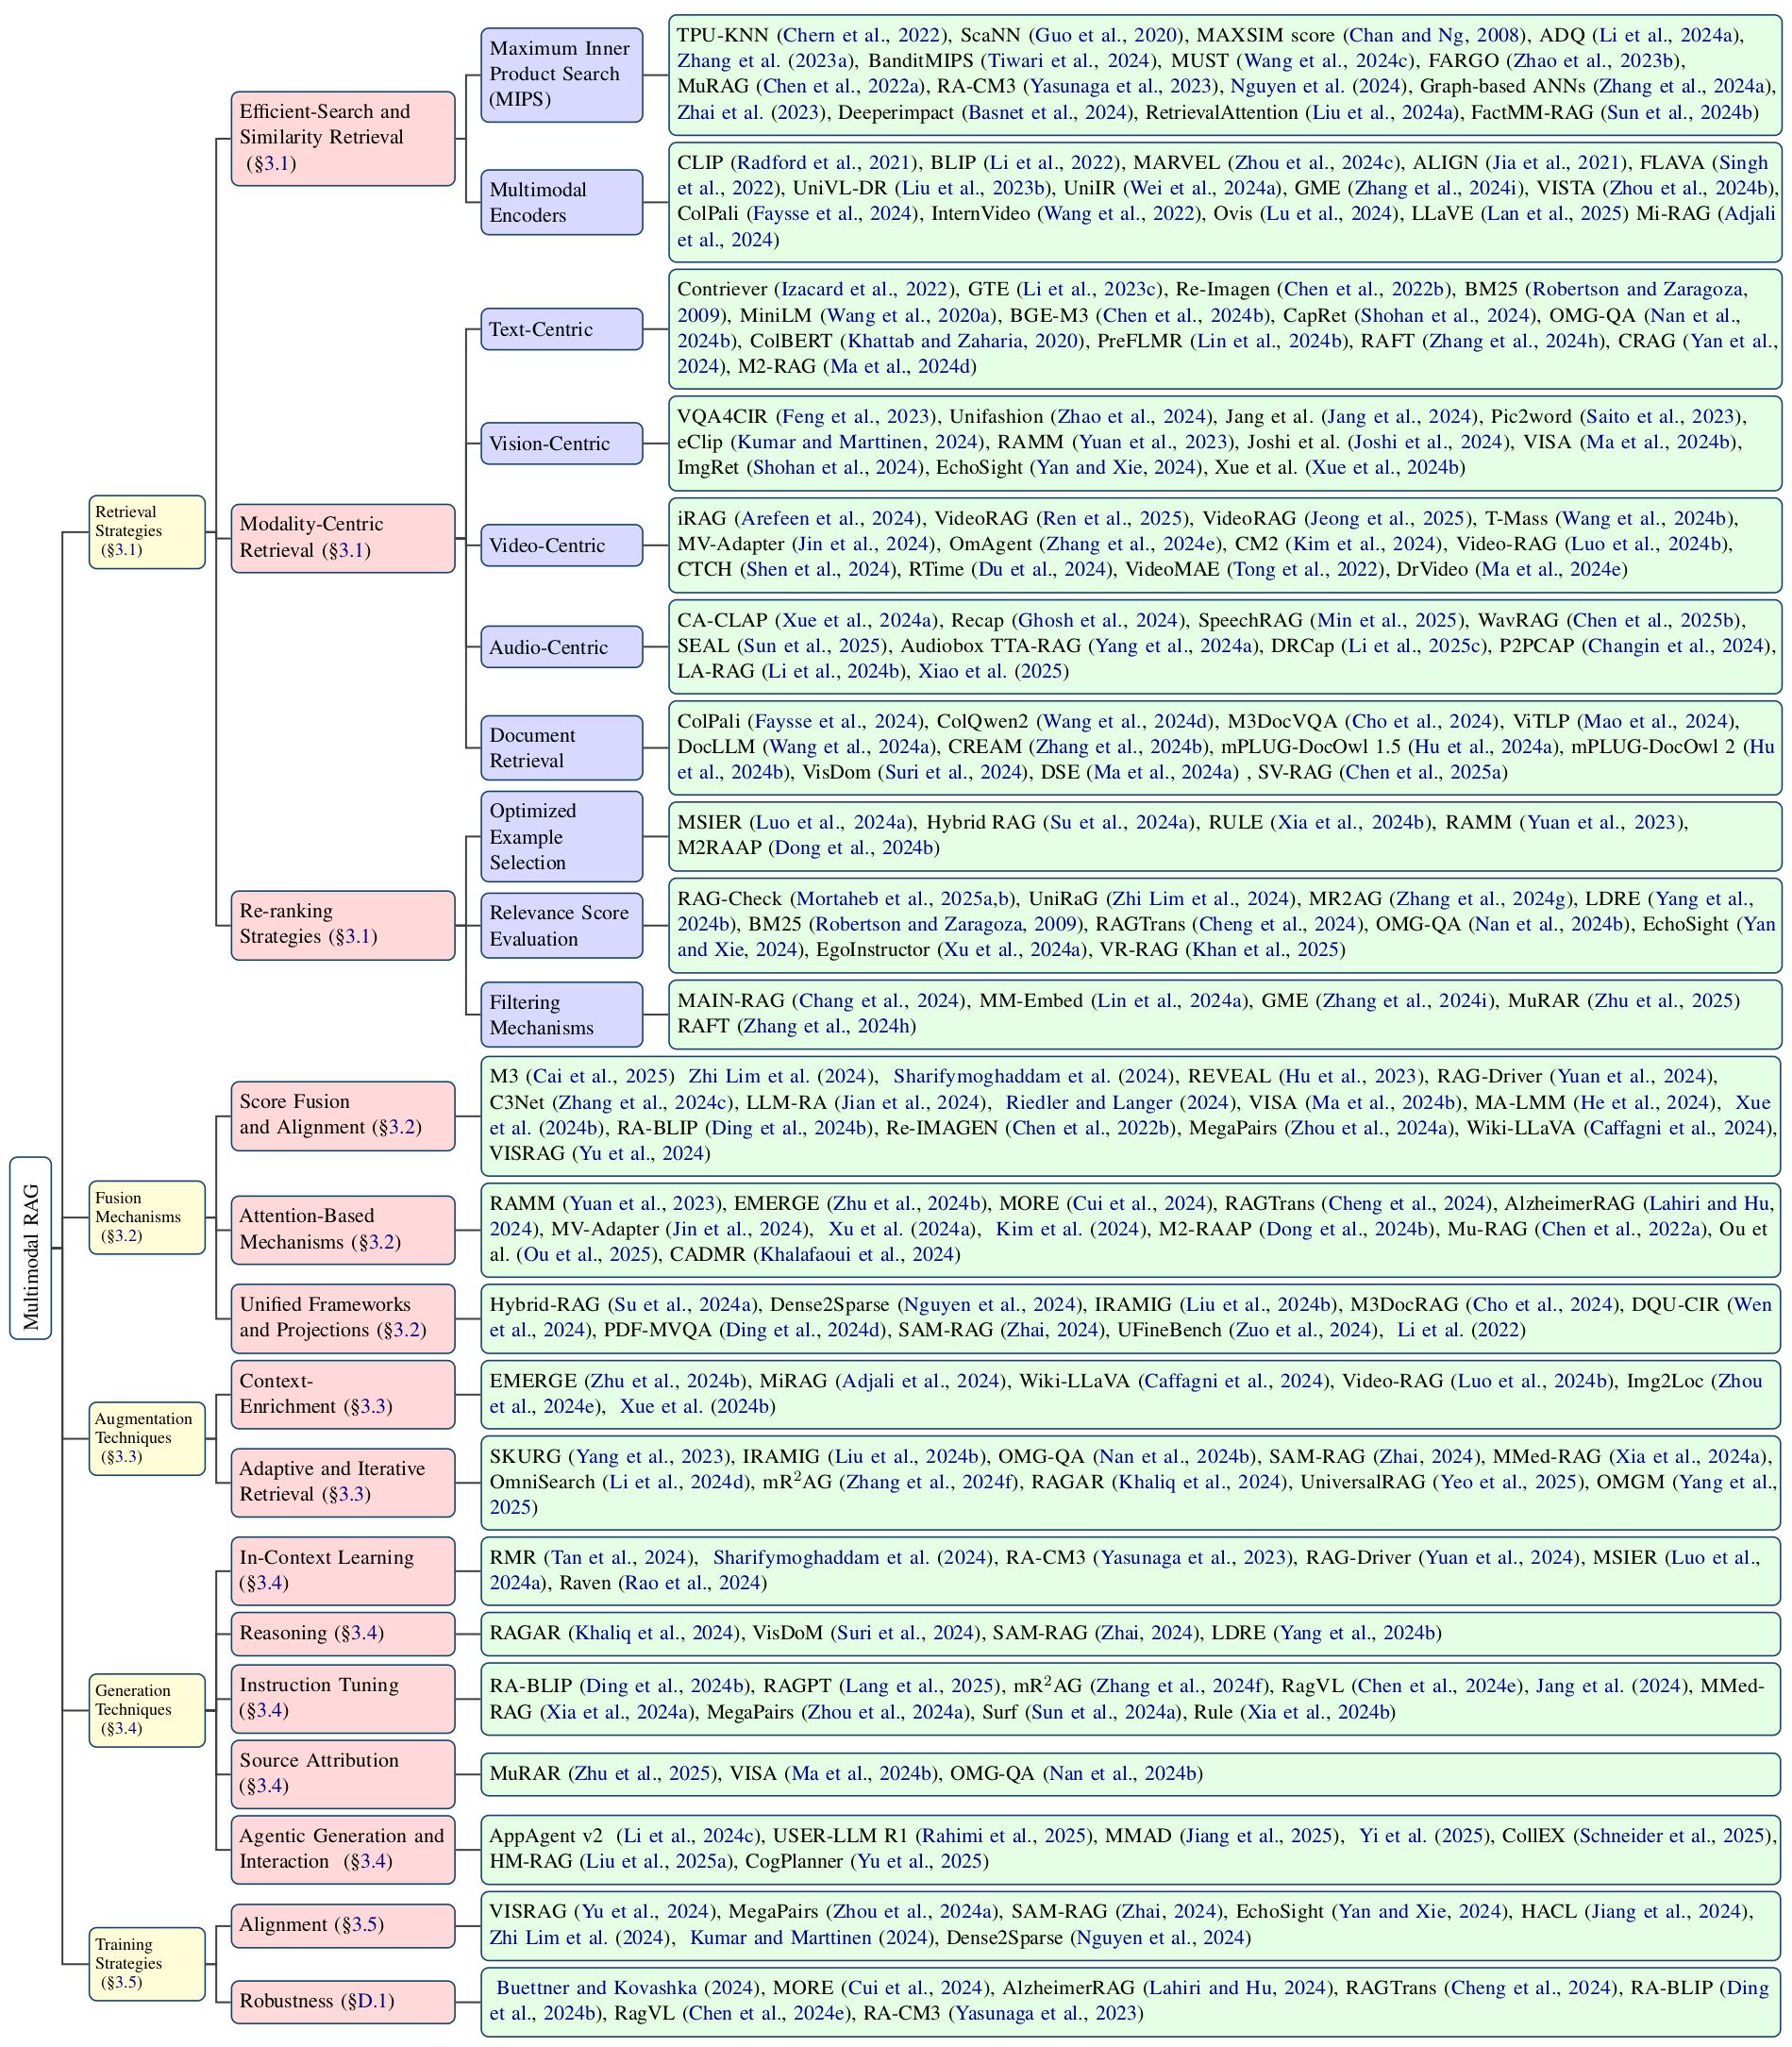 Multimodal RAG
Retrieval
Strategies
(§3.1)
Efficient-Search and
Similarity Retrieval
(§3.1)
Maximum Inner
Product Search
(MIPS)
TPU-KNN (Chern et al., 2022), ScaNN (Guo et al., 2020), MAXSIM score (Chan and Ng, 2008), ADQ (Li et al., 2024a),
Zhang et al. (2023a), BanditMIPS (Tiwari et al., 2024), MUST (Wang et al., 2024c), FARGO (Zhao et al., 2023b),
MuRAG (Chen et al., 2022a), RA-CM3 (Yasunaga et al., 2023), Nguyen et al. (2024), Graph-based ANNs (Zhang et al., 2024a),
Zhai et al. (2023), Deeperimpact (Basnet et al., 2024), RetrievalAttention (Liu et al., 2024a), FactMM-RAG (Sun et al., 2024b)
Multimodal
Encoders
CLIP (Radford et al., 2021), BLIP (Li et al., 2022), MARVEL (Zhou et al., 2024c), ALIGN (Jia et al., 2021), FLAVA (Singh
et al., 2022), UniVL-DR (Liu et al., 2023b), UniIR (Wei et al., 2024a), GME (Zhang et al., 2024i), VISTA (Zhou et al., 2024b),
ColPali (Faysse et al., 2024), InternVideo (Wang et al., 2022), Ovis (Lu et al., 2024), LLaVE (Lan et al., 2025) Mi-RAG (Adjali
et al., 2024)
Modality-Centric
Retrieval (§3.1)
Text-Centric
Contriever (Izacard et al., 2022), GTE (Li et al., 2023c), Re-Imagen (Chen et al., 2022b), BM25 (Robertson and Zaragoza,
2009), MiniLM (Wang et al., 2020a), BGE-M3 (Chen et al., 2024b), CapRet (Shohan et al., 2024), OMG-QA (Nan et al.,
2024b), ColBERT (Khattab and Zaharia, 2020), PreFLMR (Lin et al., 2024b), RAFT (Zhang et al., 2024h), CRAG (Yan et al.,
2024), M2-RAG (Ma et al., 2024d)
Vision-Centric
VQA4CIR (Feng et al., 2023), Unifashion (Zhao et al., 2024), Jang et al. (Jang et al., 2024), Pic2word (Saito et al., 2023),
eClip (Kumar and Marttinen, 2024), RAMM (Yuan et al., 2023), Joshi et al. (Joshi et al., 2024), VISA (Ma et al., 2024b),
ImgRet (Shohan et al., 2024), EchoSight (Yan and Xie, 2024), Xue et al. (Xue et al., 2024b)
Video-Centric
iRAG (Arefeen et al., 2024), VideoRAG (Ren et al., 2025), VideoRAG (Jeong et al., 2025), T-Mass (Wang et al., 2024b),
MV-Adapter (Jin et al., 2024), OmAgent (Zhang et al., 2024e), CM2 (Kim et al., 2024), Video-RAG (Luo et al., 2024b),
CTCH (Shen et al., 2024), RTime (Du et al., 2024), VideoMAE (Tong et al., 2022), DrVideo (Ma et al., 2024e)
Audio-Centric
CA-CLAP (Xue et al., 2024a), Recap (Ghosh et al., 2024), SpeechRAG (Min et al., 2025), WavRAG (Chen et al., 2025b),
SEAL (Sun et al., 2025), Audiobox TTA-RAG (Yang et al., 2024a), DRCap (Li et al., 2025c), P2PCAP (Changin et al., 2024),
LA-RAG (Li et al., 2024b), Xiao et al. (2025)
Document
Retrieval
ColPali (Faysse et al., 2024), ColQwen2 (Wang et al., 2024d), M3DocVQA (Cho et al., 2024), ViTLP (Mao et al., 2024),
DocLLM (Wang et al., 2024a), CREAM (Zhang et al., 2024b), mPLUG-DocOwl 1.5 (Hu et al., 2024a), mPLUG-DocOwl 2 (Hu
et al., 2024b), VisDom (Suri et al., 2024), DSE (Ma et al., 2024a) , SV-RAG (Chen et al., 2025a)
Re-ranking
Strategies (§3.1)
Optimized
Example
Selection
MSIER (Luo et al., 2024a), Hybrid RAG (Su et al., 2024a), RULE (Xia et al., 2024b), RAMM (Yuan et al., 2023),
M2RAAP (Dong et al., 2024b)
Relevance Score
Evaluation
RAG-Check (Mortaheb et al., 2025a,b), UniRaG (Zhi Lim et al., 2024), MR2AG (Zhang et al., 2024g), LDRE (Yang et al.,
2024b), BM25 (Robertson and Zaragoza, 2009), RAGTrans (Cheng et al., 2024), OMG-QA (Nan et al., 2024b), EchoSight (Yan
and Xie, 2024), EgoInstructor (Xu et al., 2024a), VR-RAG (Khan et al., 2025)
Filtering
Mechanisms
MAIN-RAG (Chang et al., 2024), MM-Embed (Lin et al., 2024a), GME (Zhang et al., 2024i), MuRAR (Zhu et al., 2025)
RAFT (Zhang et al., 2024h)
Fusion
Mechanisms
(§3.2)
Score Fusion
and Alignment (§3.2)
M3 (Cai et al., 2025) Zhi Lim et al. (2024), Sharifymoghaddam et al. (2024), REVEAL (Hu et al., 2023), RAG-Driver (Yuan et al., 2024),
C3Net (Zhang et al., 2024c), LLM-RA (Jian et al., 2024), Riedler and Langer (2024), VISA (Ma et al., 2024b), MA-LMM (He et al., 2024), Xue
et al. (2024b), RA-BLIP (Ding et al., 2024b), Re-IMAGEN (Chen et al., 2022b), MegaPairs (Zhou et al., 2024a), Wiki-LLaVA (Caffagni et al., 2024),
VISRAG (Yu et al., 2024)
Attention-Based
Mechanisms (§3.2)
RAMM (Yuan et al., 2023), EMERGE (Zhu et al., 2024b), MORE (Cui et al., 2024), RAGTrans (Cheng et al., 2024), AlzheimerRAG (Lahiri and Hu,
2024), MV-Adapter (Jin et al., 2024), Xu et al. (2024a), Kim et al. (2024), M2-RAAP (Dong et al., 2024b), Mu-RAG (Chen et al., 2022a), Ou et
al. (Ou et al., 2025), CADMR (Khalafaoui et al., 2024)
Unified Frameworks
and Projections (§3.2)
Hybrid-RAG (Su et al., 2024a), Dense2Sparse (Nguyen et al., 2024), IRAMIG (Liu et al., 2024b), M3DocRAG (Cho et al., 2024), DQU-CIR (Wen
et al., 2024), PDF-MVQA (Ding et al., 2024d), SAM-RAG (Zhai, 2024), UFineBench (Zuo et al., 2024), Li et al. (2022)
Augmentation
Techniques
(§3.3)
Context-
Enrichment (§3.3)
EMERGE (Zhu et al., 2024b), MiRAG (Adjali et al., 2024), Wiki-LLaVA (Caffagni et al., 2024), Video-RAG (Luo et al., 2024b), Img2Loc (Zhou
et al., 2024e), Xue et al. (2024b)
Adaptive and Iterative
Retrieval (§3.3)
SKURG (Yang et al., 2023), IRAMIG (Liu et al., 2024b), OMG-QA (Nan et al., 2024b), SAM-RAG (Zhai, 2024), MMed-RAG (Xia et al., 2024a),
OmniSearch (Li et al., 2024d), mR²AG (Zhang et al., 2024f), RAGAR (Khaliq et al., 2024), UniversalRAG (Yeo et al., 2025), OMGM (Yang et al.,
2025)
Generation
Techniques
(§3.4)
In-Context Learning
(§3.4)
RMR (Tan et al., 2024), Sharifymoghaddam et al. (2024), RA-CM3 (Yasunaga et al., 2023), RAG-Driver (Yuan et al., 2024), MSIER (Luo et al.,
2024a), Raven (Rao et al., 2024)
Reasoning (§3.4)
RAGAR (Khaliq et al., 2024), VisDoM (Suri et al., 2024), SAM-RAG (Zhai, 2024), LDRE (Yang et al., 2024b)
Instruction Tuning
(§3.4)
RA-BLIP (Ding et al., 2024b), RAGPT (Lang et al., 2025), mR²AG (Zhang et al., 2024f), RagVL (Chen et al., 2024e), Jang et al. (2024), MMed-
RAG (Xia et al., 2024a), MegaPairs (Zhou et al., 2024a), Surf (Sun et al., 2024a), Rule (Xia et al., 2024b)
Source Attribution
(§3.4)
MuRAR (Zhu et al., 2025), VISA (Ma et al., 2024b), OMG-QA (Nan et al., 2024b)
Agentic Generation and
Interaction (§3.4)
AppAgent v2 (Li et al., 2024c), USER-LLM R1 (Rahimi et al., 2025), MMAD (Jiang et al., 2025), Yi et al. (2025), CollEX (Schneider et al., 2025),
HM-RAG (Liu et al., 2025a), CogPlanner (Yu et al., 2025)
Training
Strategies
(§3.5)
Alignment (§3.5)
VISRAG (Yu et al., 2024), MegaPairs (Zhou et al., 2024a), SAM-RAG (Zhai, 2024), EchoSight (Yan and Xie, 2024), HACL (Jiang et al., 2024),
Zhi Lim et al. (2024), Kumar and Marttinen (2024), Dense2Sparse (Nguyen et al., 2024)
Robustness (§D.1)
Buettner and Kovashka (2024), MORE (Cui et al., 2024), AlzheimerRAG (Lahiri and Hu, 2024), RAGTrans (Cheng et al., 2024), RA-BLIP (Ding
et al., 2024b), RagVL (Chen et al., 2024e), RA-CM3 (Yasunaga et al., 2023)